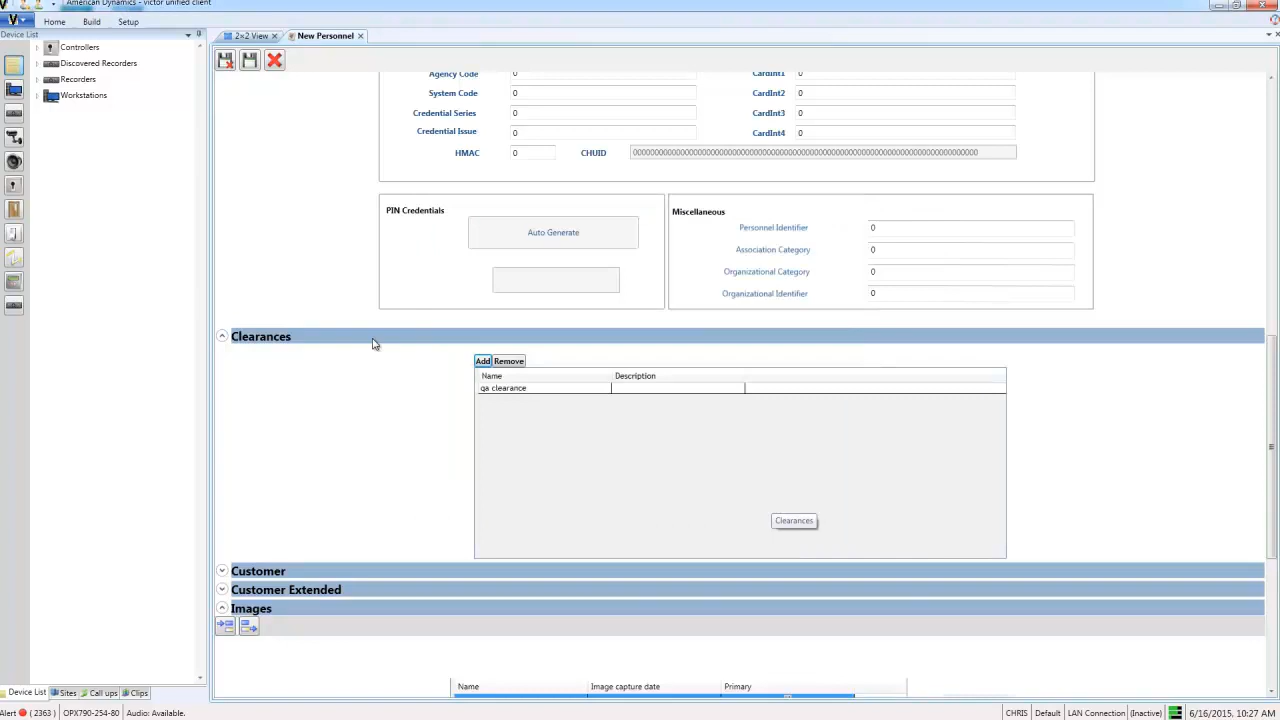 American Dynamics - victor unified client
Home Build Setup
Device List
Controllers
Discovered Recorders
Recorders
Workstations
2×2 View
New Personnel
Agency Code 0 CardInt1 0
System Code 0 CardInt2 0
Credential Series 0 CardInt3 0
Credential Issue 0 CardInt4 0
HMAC 0 CHUID
PIN Credentials
Auto Generate
Miscellaneous
Personnel Identifier 0
Association Category 0
Organizational Category 0
Organizational Identifier 0
Clearances
Add Remove
Name Description
qa clearance
Clearances
Customer
Customer Extended
Images
Name Image capture date Primary
Device List Sites Call ups Clips
Alert (2363) OPX790-254-80 Audio: Available. CHRIS Default LAN Connection (Inactive) 6/16/2015, 10:27 AM